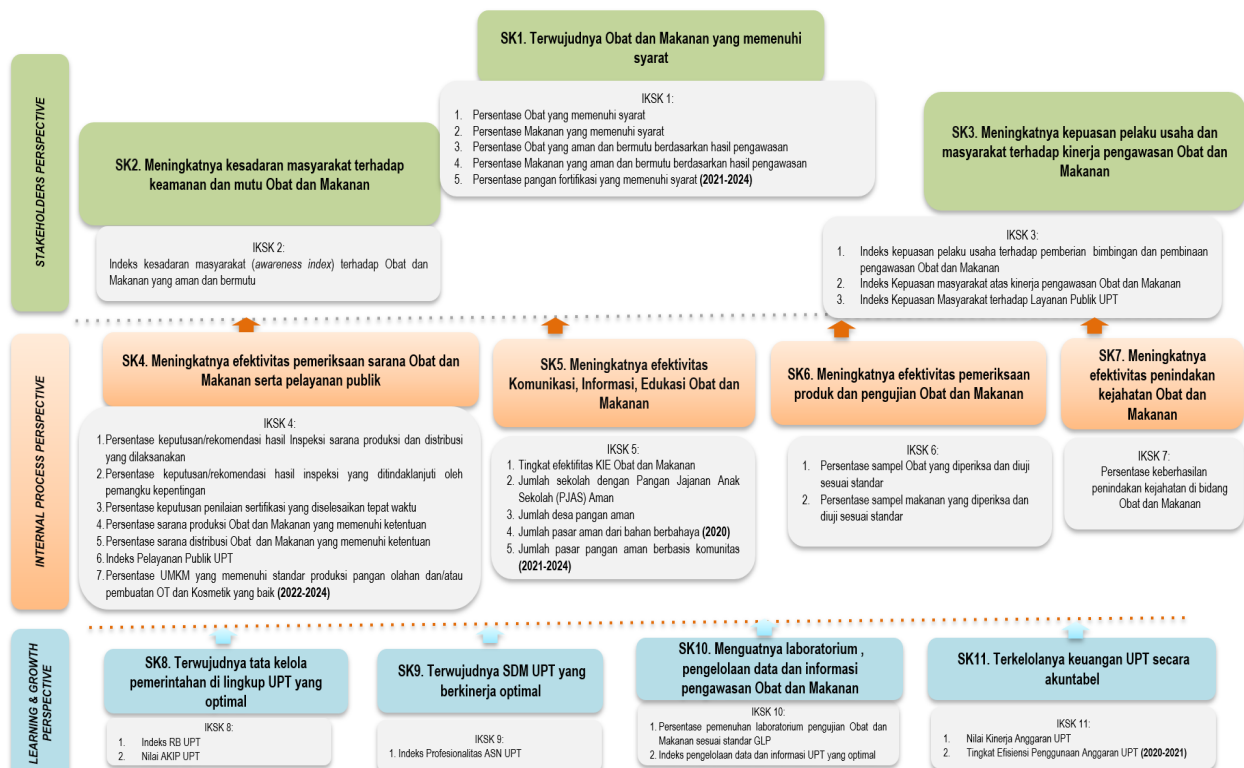 STAKEHOLDERS PERSPECTIVE
SK1. Terwujudnya Obat dan Makanan yang memenuhi
syarat
IKSK 1:
1. Persentase Obat yang memenuhi syarat
2. Persentase Makanan yang memenuhi syarat
3. Persentase Obat yang aman dan bermutu berdasarkan hasil pengawasan
4. Persentase Makanan yang aman dan bermutu berdasarkan hasil pengawasan
5. Persentase pangan fortifikasi yang memenuhi syarat (2021-2024)
SK2. Meningkatnya kesadaran masyarakat terhadap
keamanan dan mutu Obat dan Makanan
IKSK 2:
Indeks kesadaran masyarakat (awareness index) terhadap Obat dan
Makanan yang aman dan bermutu
SK3. Meningkatnya kepuasan pelaku usaha dan
masyarakat terhadap kinerja pengawasan Obat dan
Makanan
IKSK 3:
1. Indeks kepuasan pelaku usaha terhadap pemberian bimbingan dan pembinaan
pengawasan Obat dan Makanan
2. Indeks Kepuasan masyarakat atas kinerja pengawasan Obat dan Makanan
3. Indeks Kepuasan Masyarakat terhadap Layanan Publik UPT
INTERNAL PROCESS PERSPECTIVE
SK4. Meningkatnya efektivitas pemeriksaan sarana Obat dan
Makanan serta pelayanan publik
IKSK 4:
1. Persentase keputusan/rekomendasi hasil Inspeksi sarana produksi dan distribusi
yang dilaksanakan
2. Persentase keputusan/rekomendasi hasil inspeksi yang ditindaklanjuti oleh
pemangku kepentingan
3. Persentase keputusan penilaian sertifikasi yang diselesaikan tepat waktu
4. Persentase sarana produksi Obat dan Makanan yang memenuhi ketentuan
5. Persentase sarana distribusi Obat dan Makanan yang memenuhi ketentuan
6. Indeks Pelayanan Publik UPT
7. Persentase UMKM yang memenuhi standar produksi pangan olahan dan/atau
pembuatan OT dan Kosmetik yang baik (2022-2024)
SK5. Meningkatnya efektivitas
Komunikasi, Informasi, Edukasi Obat dan
Makanan
IKSK 5:
1. Tingkat efektifitas KIE Obat dan Makanan
2. Jumlah sekolah dengan Pangan Jajanan Anak
Sekolah (PJAS) Aman
3. Jumlah desa pangan aman
4. Jumlah pasar aman dari bahan berbahaya (2020)
5. Jumlah pasar pangan aman berbasis komunitas
(2021-2024)
SK6. Meningkatnya efektivitas pemeriksaan
produk dan pengujian Obat dan Makanan
IKSK 6:
1. Persentase sampel Obat yang diperiksa dan diuji
sesuai standar
2. Persentase sampel makanan yang diperiksa dan
diuji sesuai standar
SK7. Meningkatnya
efektivitas penindakan
kejahatan Obat dan
Makanan
IKSK 7:
Persentase keberhasilan
penindakan kejahatan di bidang
Obat dan Makanan
LEARNING & GROWTH
PERSPECTIVE
SK8. Terwujudnya tata kelola
pemerintahan di lingkup UPT yang
optimal
IKSK 8:
1. Indeks RB UPT
2. Nilai AKIP UPT
SK9. Terwujudnya SDM UPT yang
berkinerja optimal
IKSK 9:
1. Indeks Profesionalitas ASN UPT
SK10. Menguatnya laboratorium ,
pengelolaan data dan informasi
pengawasan Obat dan Makanan
IKSK 10:
1. Persentase pemenuhan laboratorium pengujian Obat dan
Makanan sesuai standar GLP
2. Indeks pengelolaan data dan informasi UPT yang optimal
SK11. Terkelolanya keuangan UPT secara
akuntabel
IKSK 11:
1. Nilai Kinerja Anggaran UPT
2. Tingkat Efisiensi Penggunaan Anggaran UPT (2020-2021)